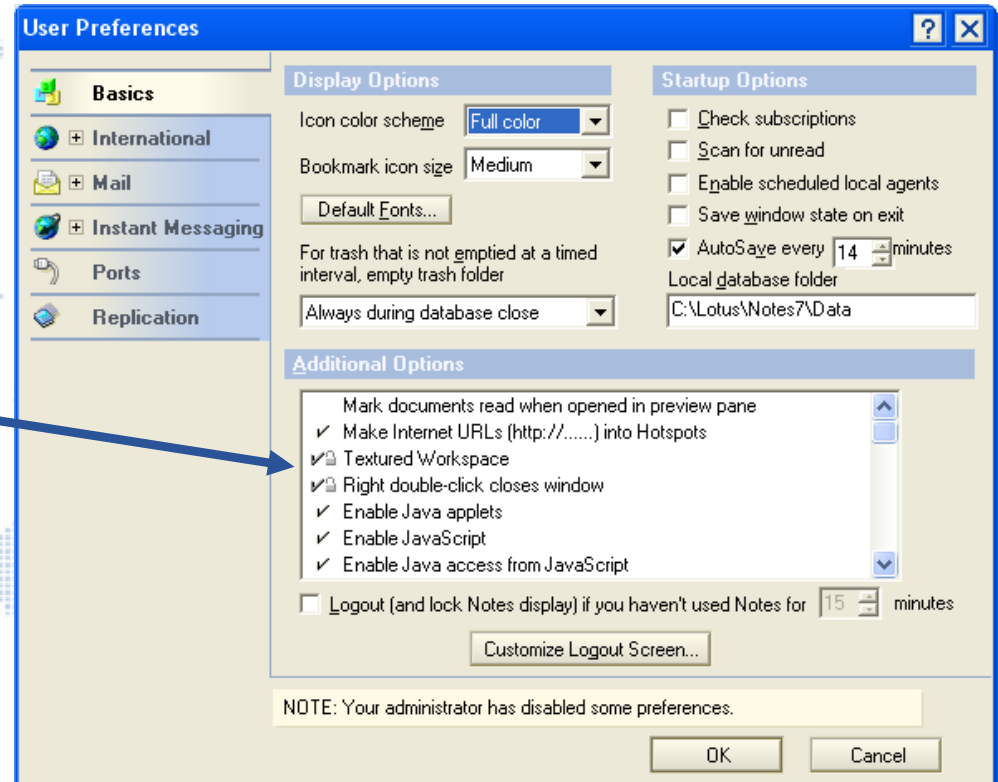 User Preferences
Basics
International
Mail
Instant Messaging
Ports
Replication
Display Options
Icon color scheme Full color
Bookmark icon size Medium
Default Fonts...
For trash that is not emptied at a timed
interval, empty trash folder
Always during database close
Startup Options
Check subscriptions
Scan for unread
Enable scheduled local agents
Save window state on exit
AutoSave every 14 minutes
Local database folder
C:\Lotus\Notes7\Data
Additional Options
Mark documents read when opened in preview pane
Make Internet URLs (http://......) into Hotspots
Textured Workspace
Right double-click closes window
Enable Java applets
Enable JavaScript
Enable Java access from JavaScript
Logout (and lock Notes display) if you haven't used Notes for 15 minutes
Customize Logout Screen...
NOTE: Your administrator has disabled some preferences.
OK Cancel